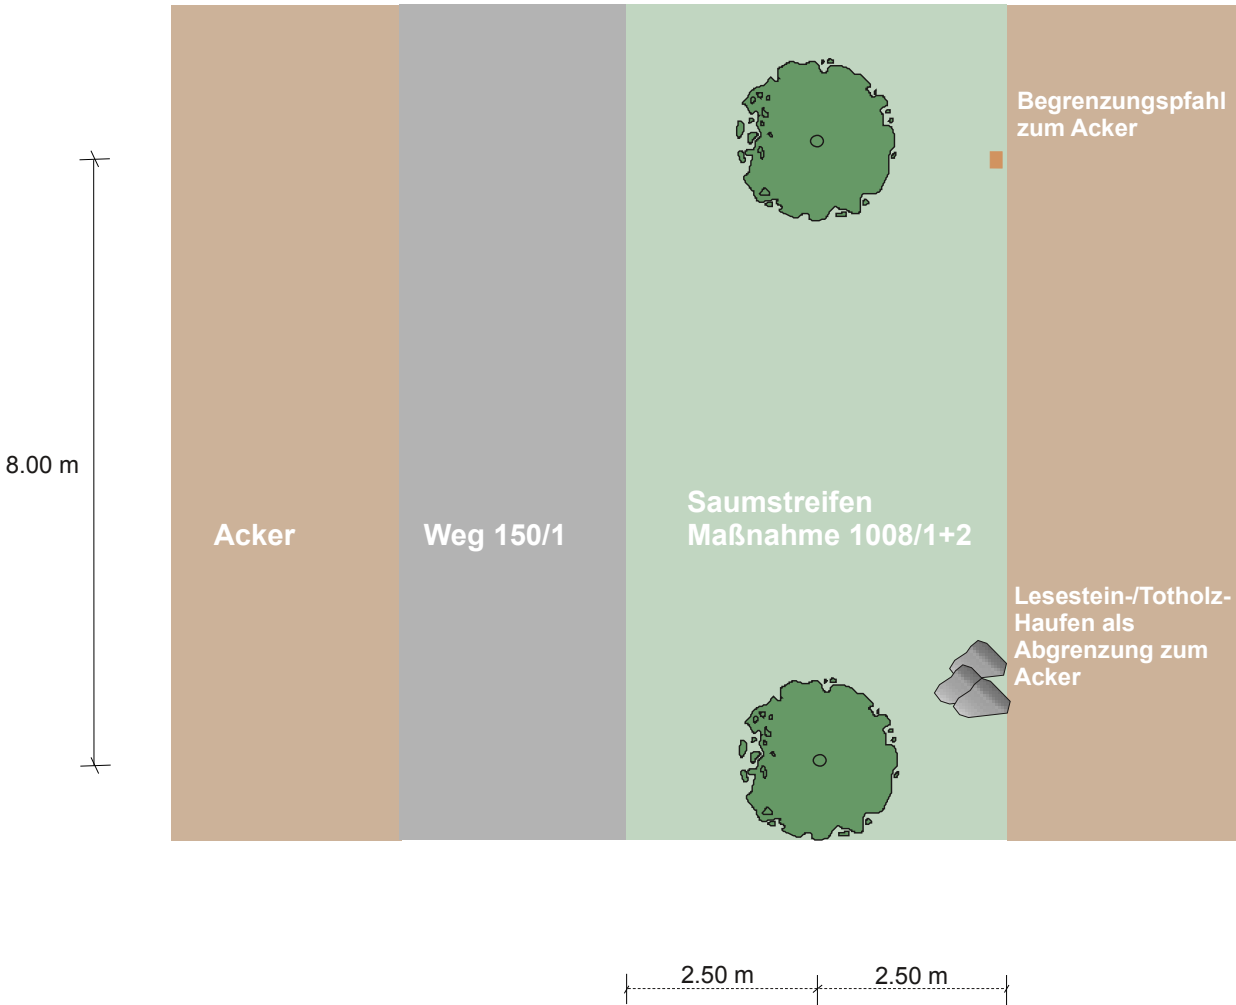 Begrenzungspfahl
zum Acker
8.00 m
Acker
Weg 150/1
Saumstreifen
Maßnahme 1008/1+2
Lesestein-/Totholz-
Haufen als
Abgrenzung zum
Acker
2.50 m
2.50 m